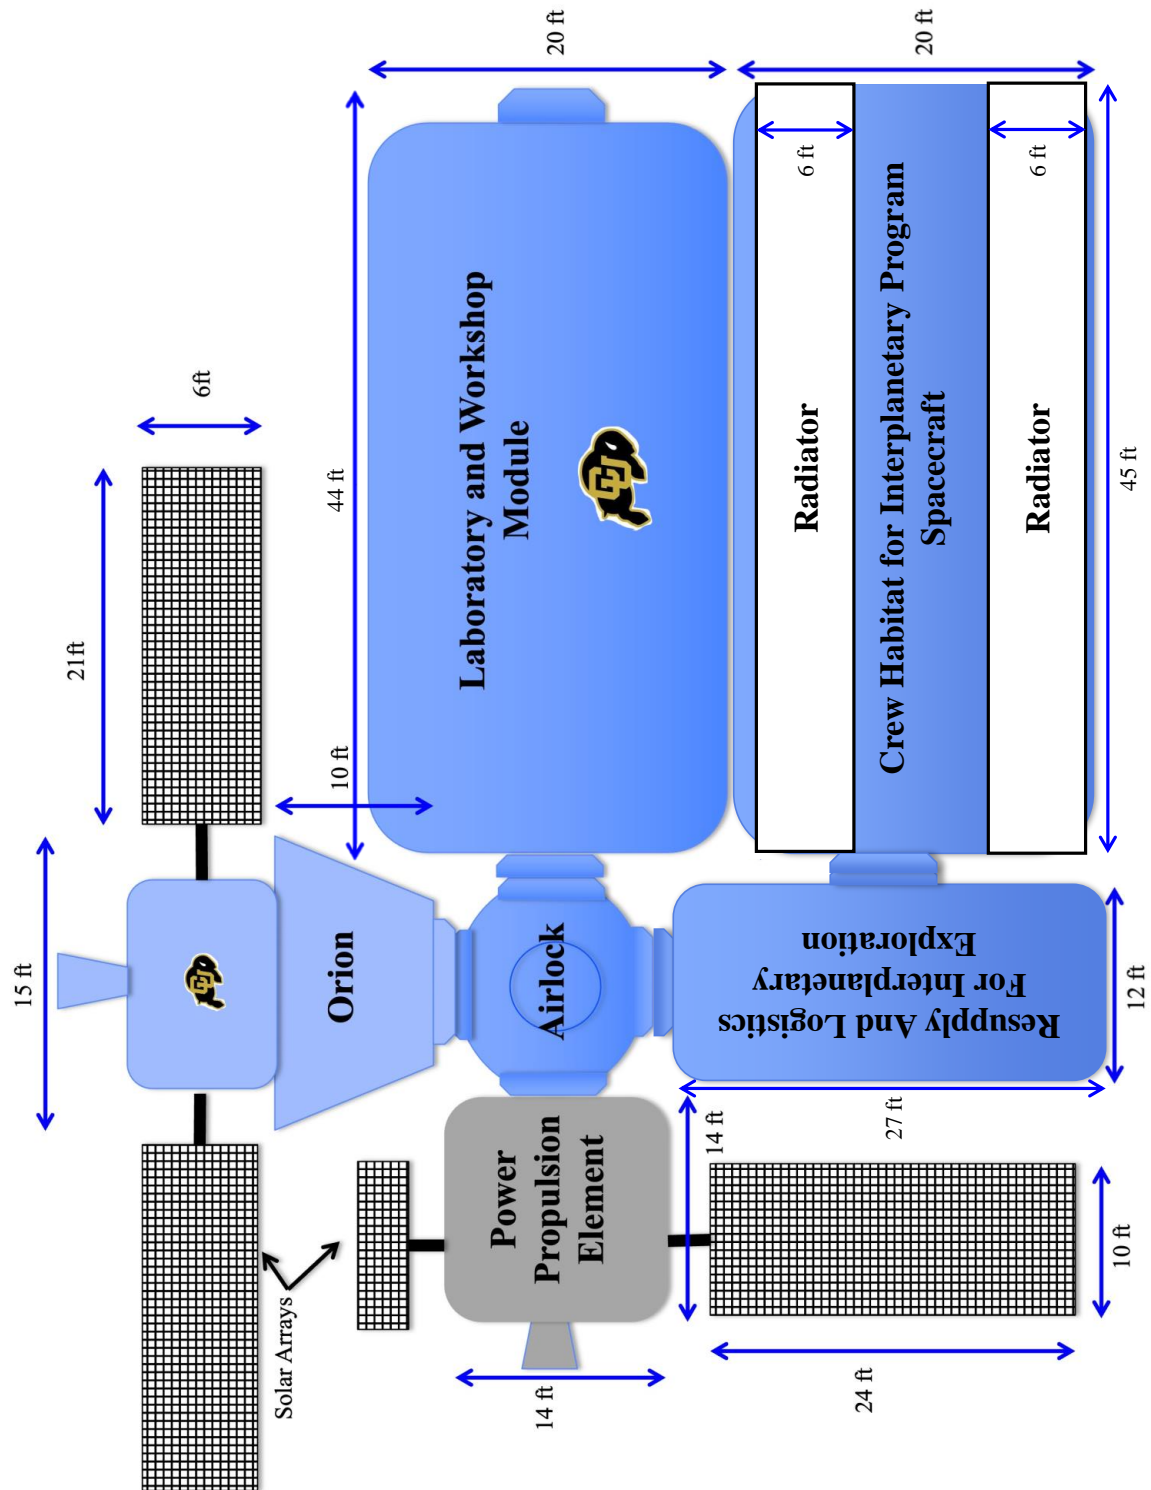 15 ft
21ft
6ft
CU
Solar Arrays
Orion
10 ft
44 ft
Power
Propulsion
Element
14 ft
Airlock
Laboratory and Workshop
Module
CU
20 ft
14 ft
Resupply And Logistics
For Interplanetary
Exploration
24 ft
27 ft
10 ft
12 ft
Radiator
6 ft
Crew Habitat for Interplanetary Program
Spacecraft
20 ft
Radiator
6 ft
45 ft